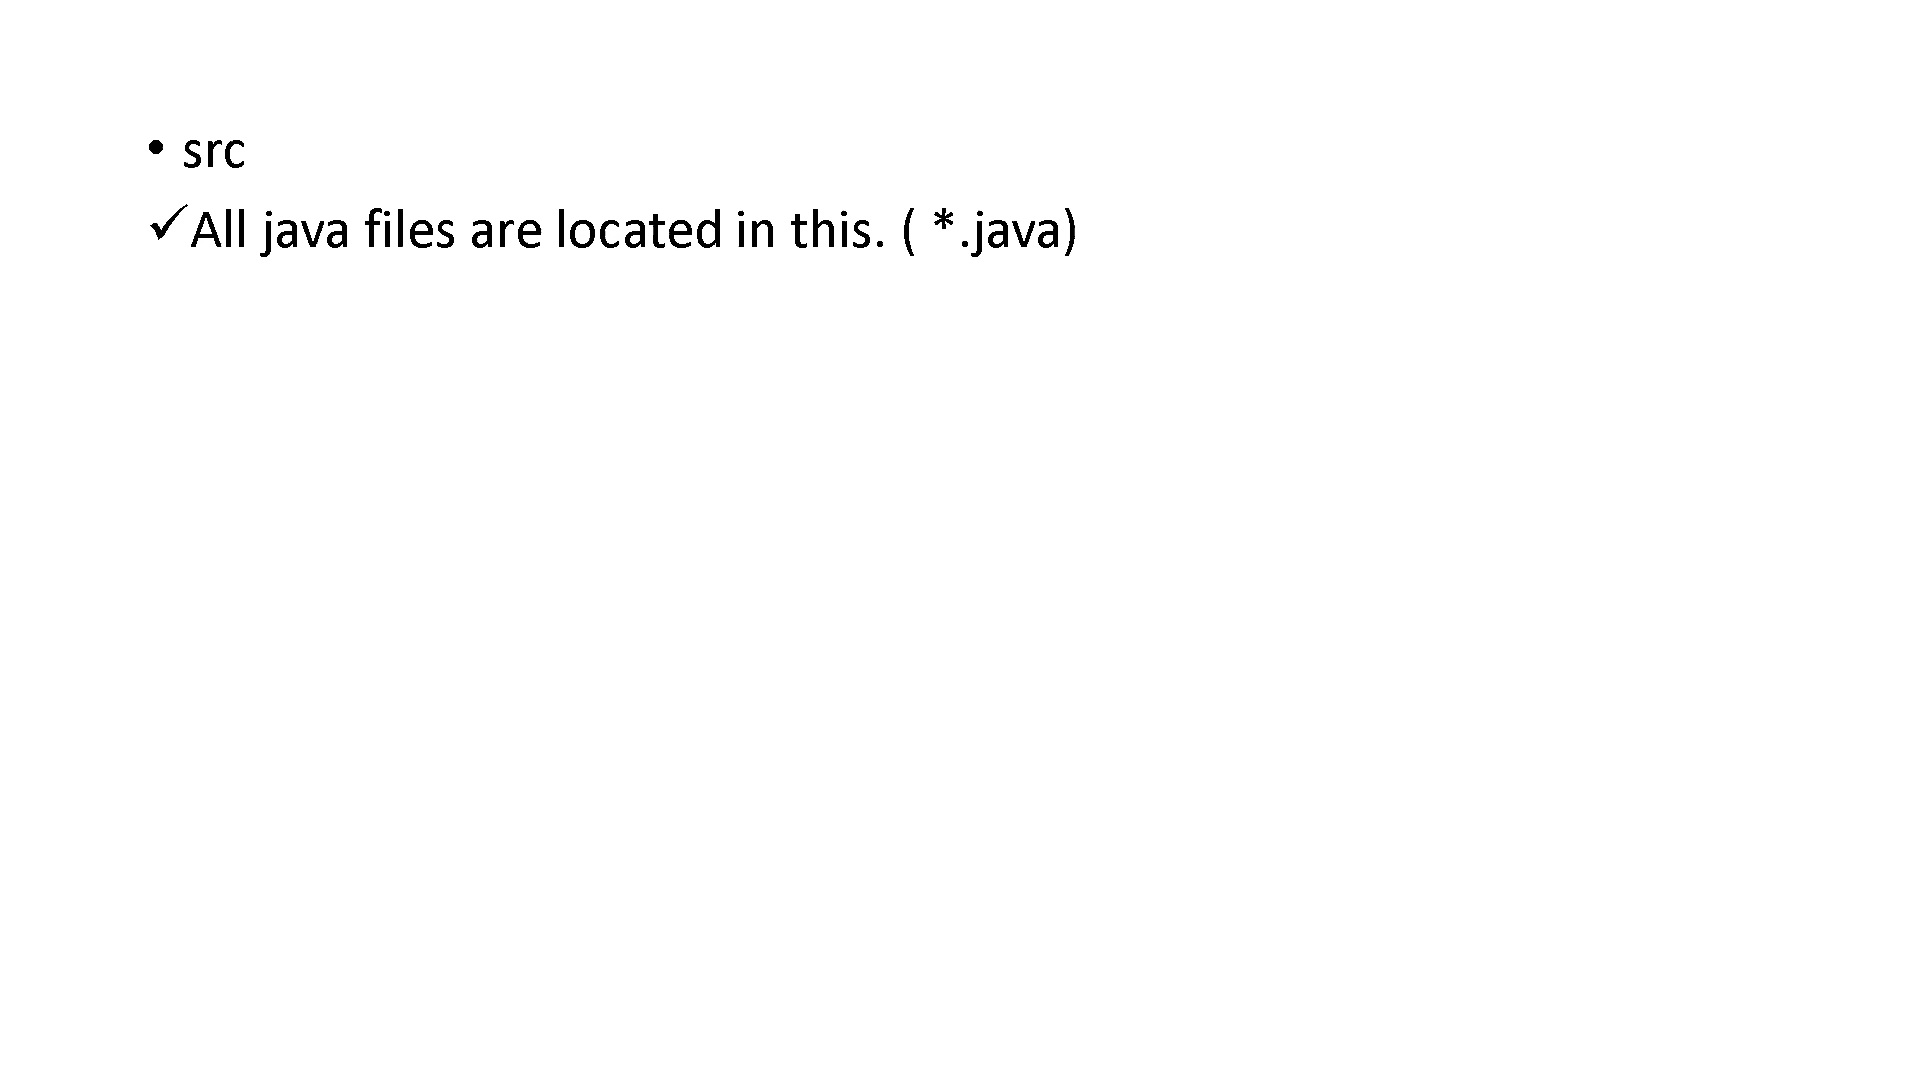 • src
✓All java files are located in this. ( *.java)